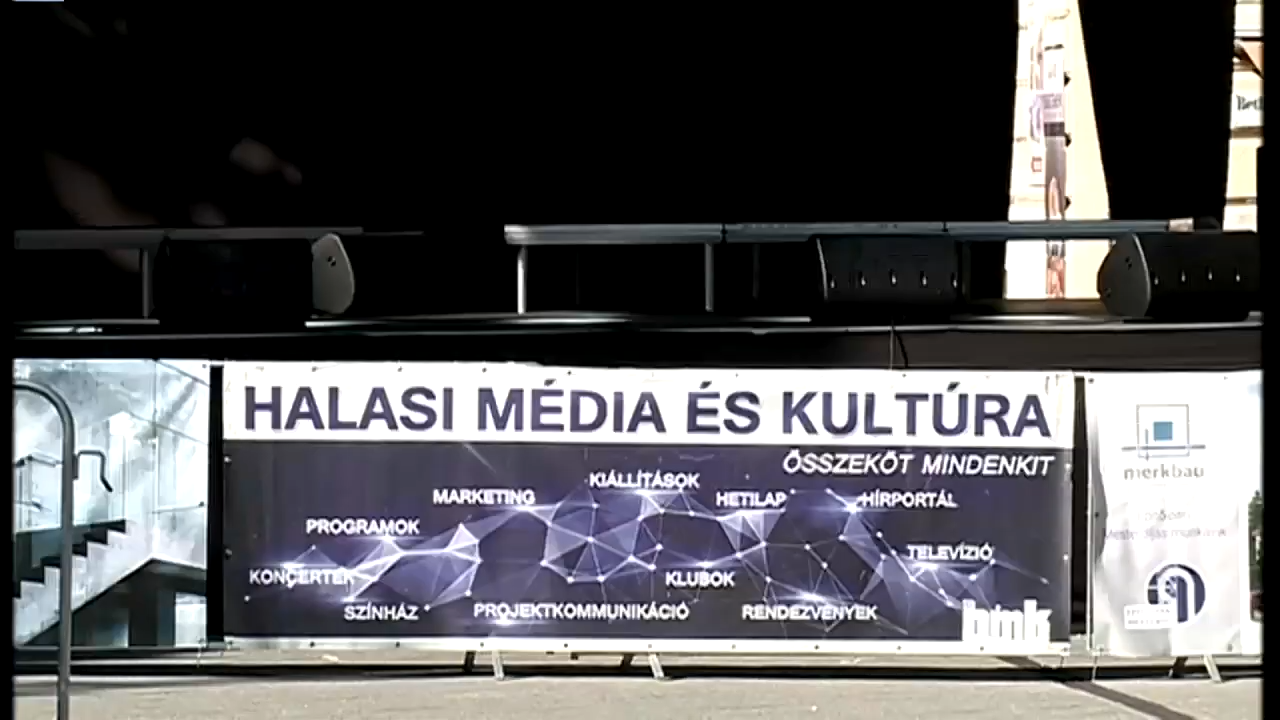 HALASI MÉDIA ÉS KULTÚRA
ÖSSZEKÖT MINDENKIT
KIÁLLÍTÁSOK
MARKETING
HETILAP
HÍRPORTÁL
PROGRAMOK
TELEVÍZIÓ
KONCERTEK
KLUBOK
SZÍNHÁZ
PROJEKTKOMMUNIKÁCIÓ
RENDEZVÉNYEK
hmk
merkbau